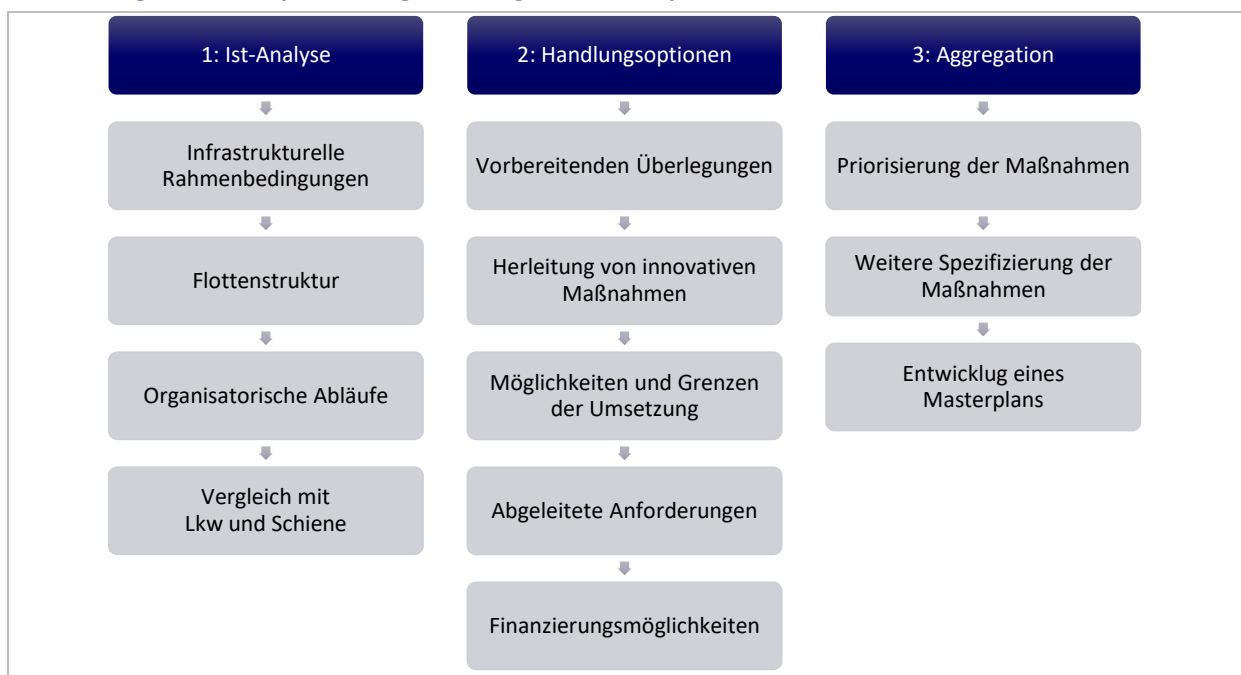 1: Ist-Analyse
Infrastrukturelle
Rahmenbedingungen
Flottenstruktur
Organisatorische Abläufe
Vergleich mit
Lkw und Schiene
2: Handlungsoptionen
Vorbereitenden Überlegungen
Herleitung von innovativen
Maßnahmen
Möglichkeiten und Grenzen
der Umsetzung
Abgeleitete Anforderungen
Finanzierungsmöglichkeiten
3: Aggregation
Priorisierung der Maßnahmen
Weitere Spezifizierung der
Maßnahmen
Entwicklug eines
Masterplans